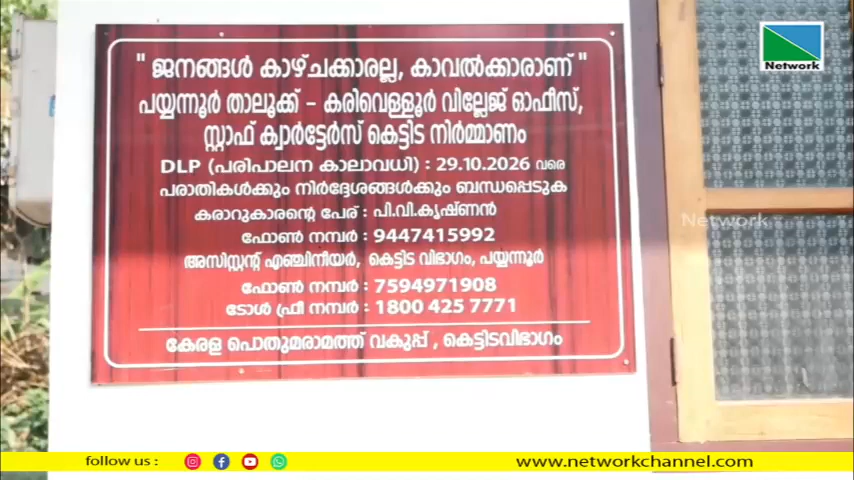 " ജനങ്ങൾ കാഴ്ചക്കാരല്ല, കാവൽക്കാരാണ് "
പയ്യന്നൂർ താലൂക്ക് – കരിവെള്ളൂർ വില്ലേജ് ഓഫീസ്,
സ്റ്റാഫ് ക്വാർട്ടേർസ് കെട്ടിട നിർമ്മാണം
DLP (പരിപാലന കാലാവധി) : 29.10.2026 വരെ
പരാതികൾക്കും നിർദ്ദേശങ്ങൾക്കും ബന്ധപ്പെടുക
കരാറുകാരന്റെ പേര് : പി.വി.കൃഷ്ണൻ
ഫോൺ നമ്പർ : 9447415992
അസിസ്റ്റന്റ് എഞ്ചിനീയർ, കെട്ടിട വിഭാഗം, പയ്യന്നൂർ
ഫോൺ നമ്പർ : 7594971908
ടോൾ ഫ്രീ നമ്പർ : 1800 425 7771
കേരള പൊതുമരാമത്ത് വകുപ്പ് , കെട്ടിടവിഭാഗം
Network
Network
follow us :
www.networkchannel.com